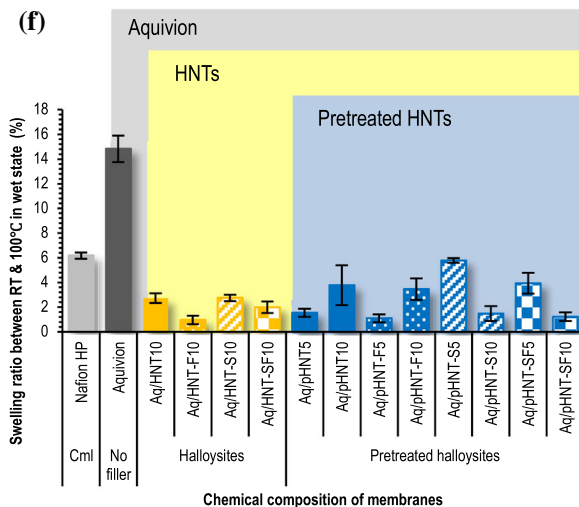 (f)
Aquivion
HNTs
Pretreated HNTs
Swelling ratio between RT & 100°C in wet state (%)
18
16
14
12
10
8
6
4
2
0
Nafion HP
Aquivion
Aq/HNT10
Aq/HNT-F10
Aq/HNT-S10
Aq/HNT-SF10
Aq/pHNT5
Aq/pHNT10
Aq/pHNT-F5
Aq/pHNT-F10
Aq/pHNT-S5
Aq/pHNT-S10
Aq/pHNT-SF5
Aq/pHNT-SF10
Cml
No
filler
Halloysites
Pretreated halloysites
Chemical composition of membranes